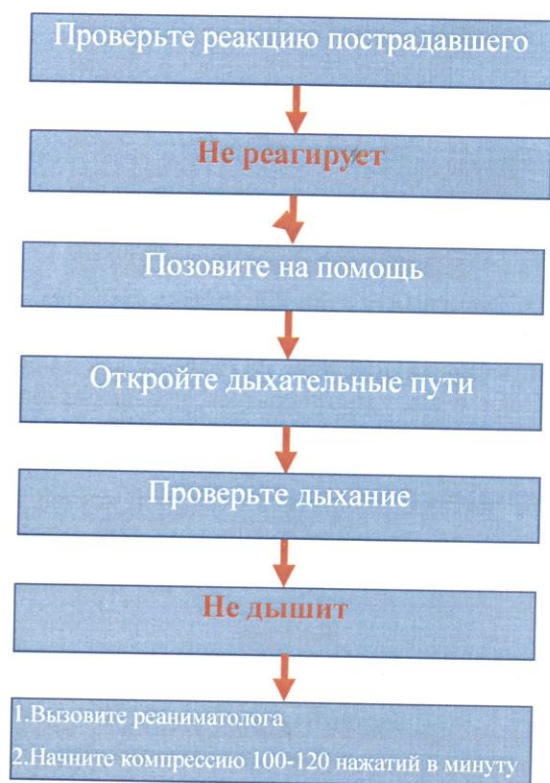 Проверьте реакцию пострадавшего
Не реагирует
Позовите на помощь
Откройте дыхательные пути
Проверьте дыхание
Не дышит
1.Вызовите реаниматолога
2.Начните компрессию 100-120 нажатий в минуту